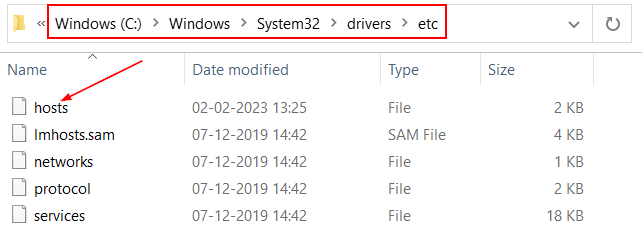 « Windows (C:) > Windows > System32 > drivers > etc
Name Date modified Type Size
hosts 02-02-2023 13:25 File 2 KB
lmhosts.sam 07-12-2019 14:42 SAM File 4 KB
networks 07-12-2019 14:42 File 1 KB
protocol 07-12-2019 14:42 File 2 KB
services 07-12-2019 14:42 File 18 KB